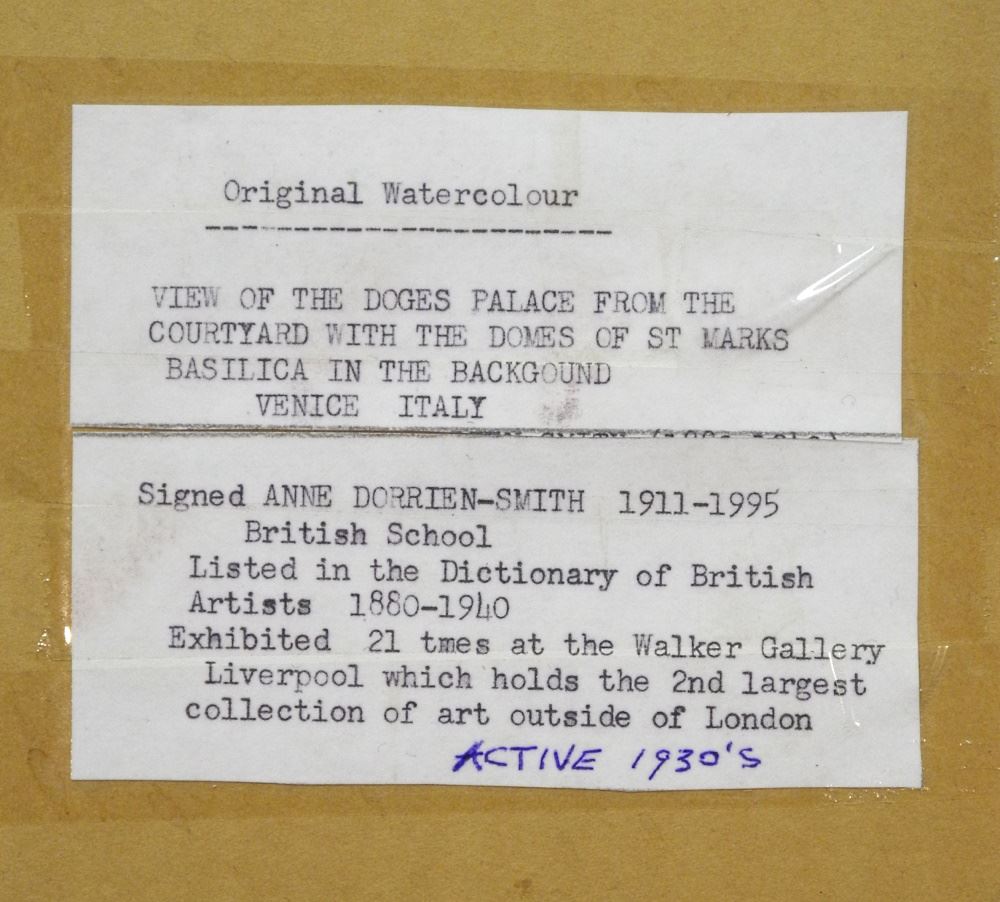 Original Watercolour
VIEW OF THE DOGES PALACE FROM THE
COURTYARD WITH THE DOMES OF ST MARKS
BASILICA IN THE BACKGOUND
VENICE ITALY
Signed ANNE DORRIEN-SMITH 1911-1995
British School
Listed in the Dictionary of British
Artists 1880-1940
Exhibited 21 tmes at the Walker Gallery
Liverpool which holds the 2nd largest
collection of art outside of London
ACTIVE 1930'S